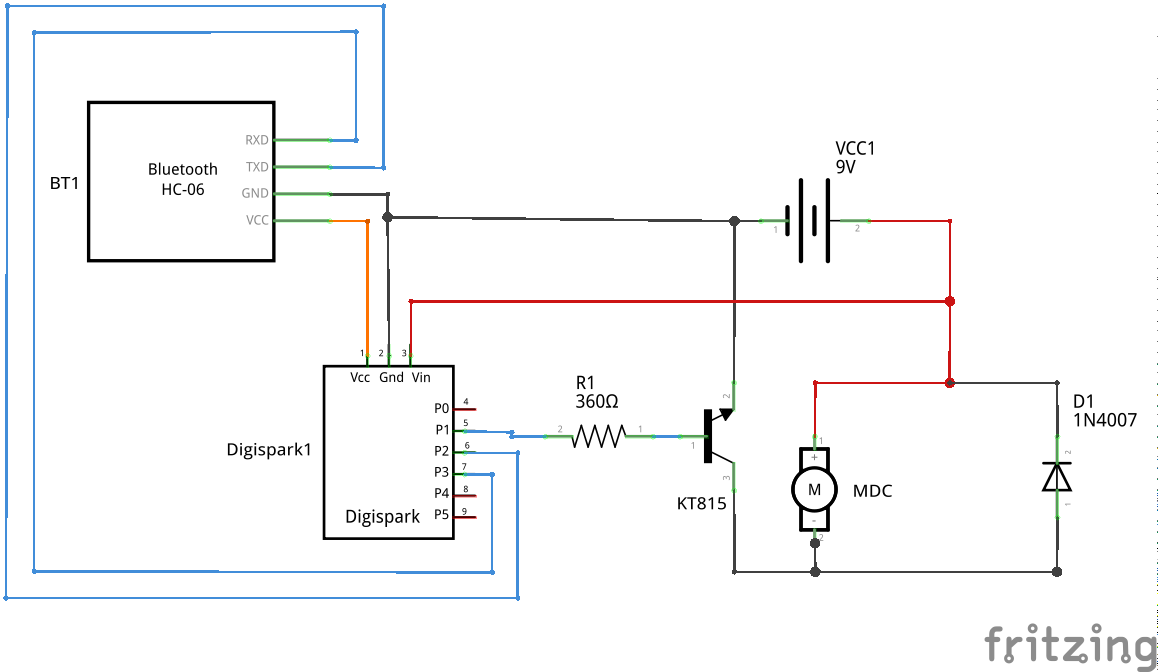 RXD
Bluetooth
TXD
HC-06
BT1
GND
VCC
VCC1
9V
1
2
1
2
3
Vcc
Gnd
Vin
R1
360Ω
P0
4
P1
5
P2
6
P3
7
P4
8
P5
9
Digispark1
Digispark
2
1
2
1
3
KT815
1
+
M
MDC
-
2
D1
1N4007
2
1
fritzing